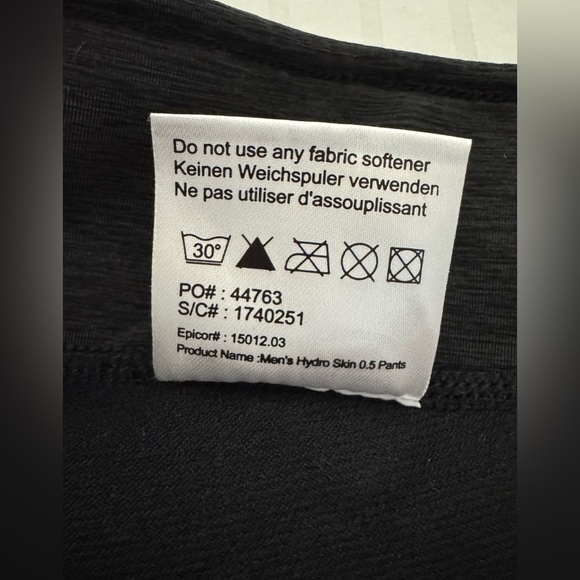 Do not use any fabric softener
Keinen Weichspuler verwenden
Ne pas utiliser d'assouplissant
30°
PO# : 44763
S/C# : 1740251
Epicor# : 15012.03
Product Name :Men's Hydro Skin 0.5 Pants